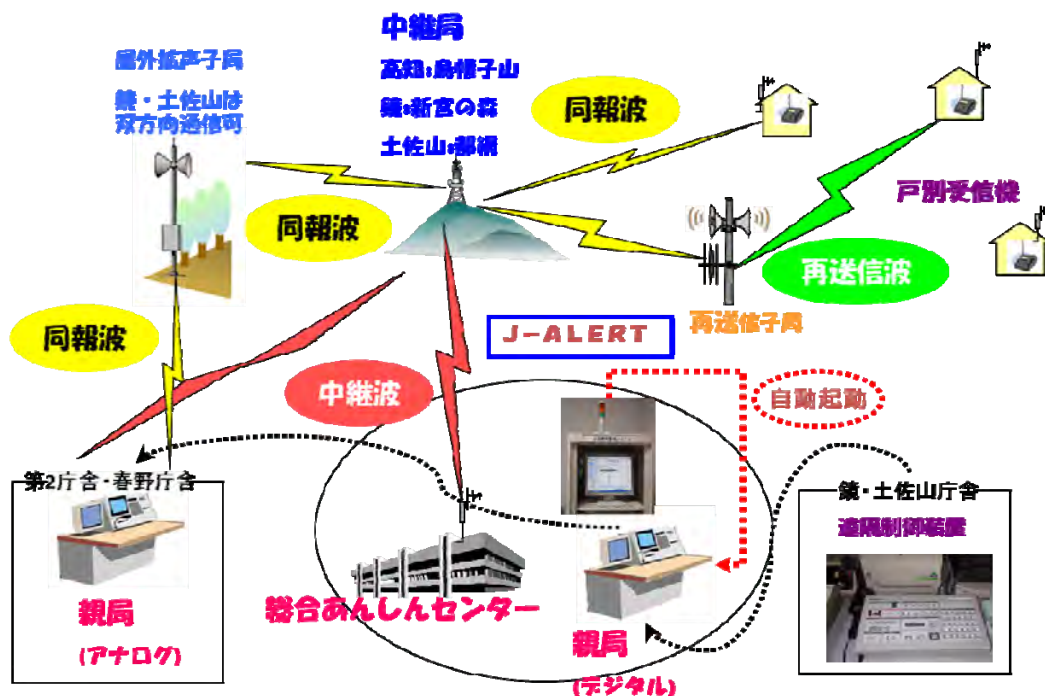 中継局
屋外拡声子局
高知:烏帽子山
鏡・土佐山は
双方向通信可
鏡:新宮の森
土佐山:都網
同報波
同報波
戸別受信機
再送信波
再送信子局
同報波
J-ALERT
中継波
自動起動
第2庁舎・春野庁舎
鏡・土佐山庁舎
遠隔制御装置
親局
(アナログ)
総合あんしんセンター
親局
(デジタル)